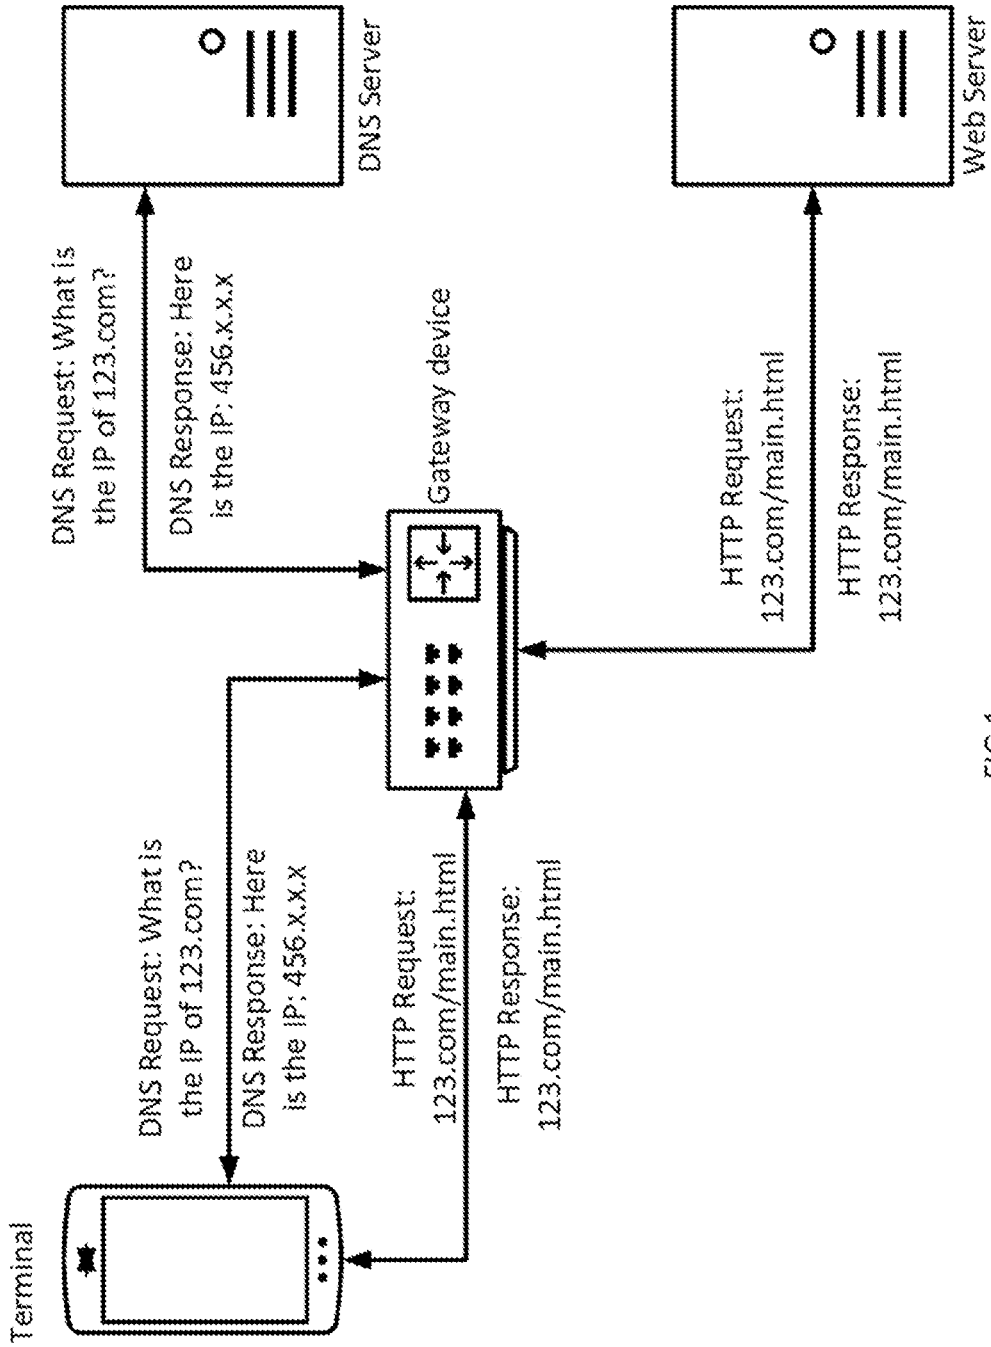 Terminal
DNS Request: What is
the IP of 123.com?
DNS Response: Here
is the IP: 456.x.x.x
HTTP Request:
123.com/main.html
HTTP Response:
123.com/main.html
Gateway device
DNS Request: What is
the IP of 123.com?
DNS Response: Here
is the IP: 456.x.x.x
DNS Server
HTTP Request:
123.com/main.html
HTTP Response:
123.com/main.html
Web Server